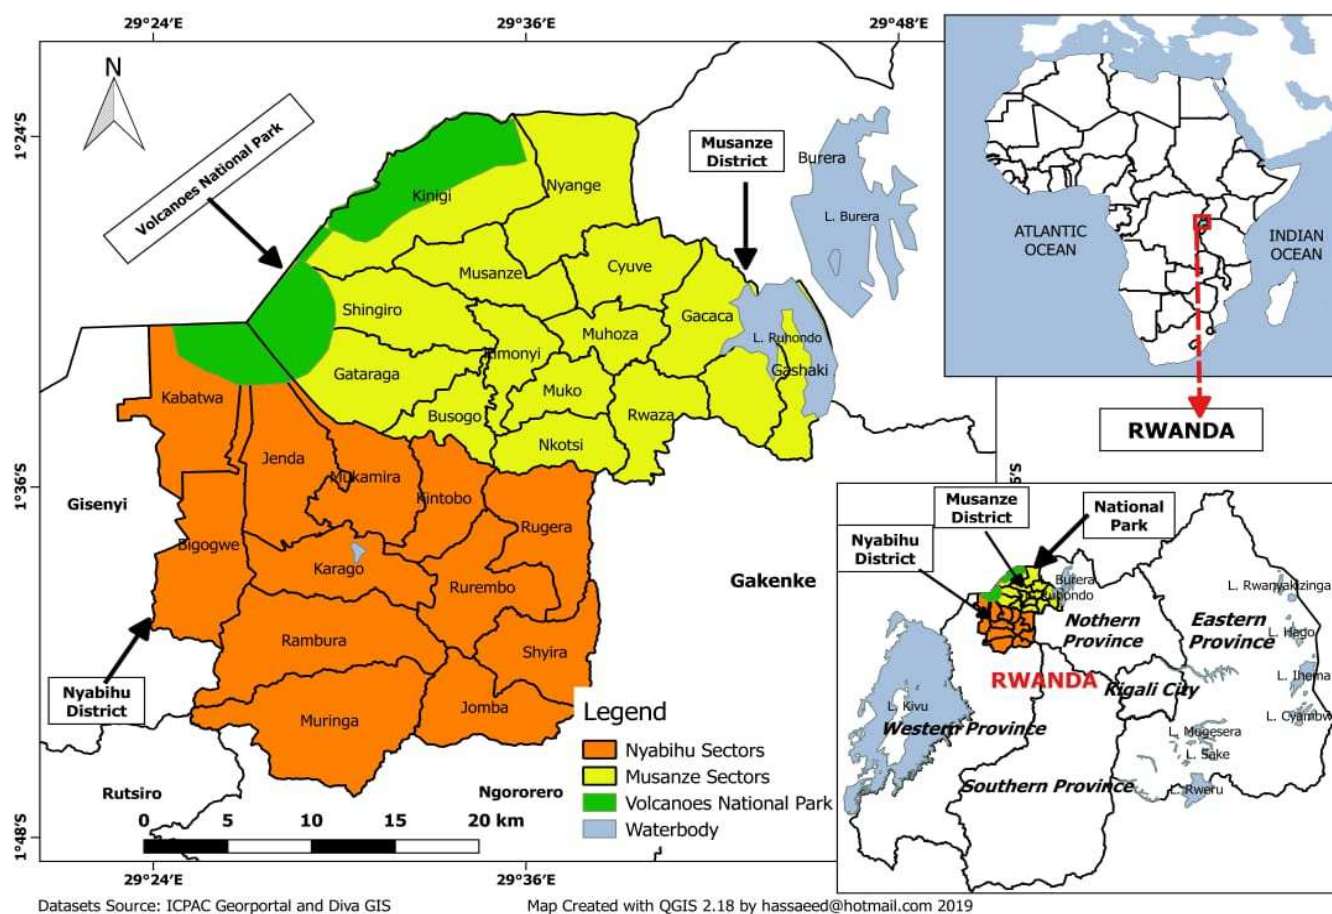 29°24′E
29°36′E
29°48′E
N
1°24′S
1°36′S
1°48′S
Volcanoes National Park
Musanze
District
Burera
L. Burera
Kinigi
Nyange
Musanze
Cyuve
Shingiro
Gacaca
Muhoza
L. Ruhondo
Gashaki
Gataraga
Muko
Busogo
Rwaza
Nkotsi
Kabatwa
Jenda
Mukamira
Kintobo
Rugera
Gisenyi
Bigogwe
Karago
Rurembo
Gakenke
Rambura
Shyira
Nyabihu
District
Muringa
Jomba
Rutsiro
Ngororero
0 5 10 15 20 km
Legend
Nyabihu Sectors
Musanze Sectors
Volcanoes National Park
Waterbody
29°24′E
29°36′E
ATLANTIC
OCEAN
INDIAN
OCEAN
RWANDA
Musanze
District
National
Park
Nyabihu
District
Burera
L. Rwanyakizinga
Nothern
Province
Eastern
Province
L. Hago
RWANDA
Kigali City
L. Ihema
L. Kivu
Western Province
L. Cyambw
L. Mugesera
L. Sake
Southern Province
L. Rweru
Datasets Source: ICPAC Georportal and Diva GIS
Map Created with QGIS 2.18 by hassaeed@hotmail.com 2019